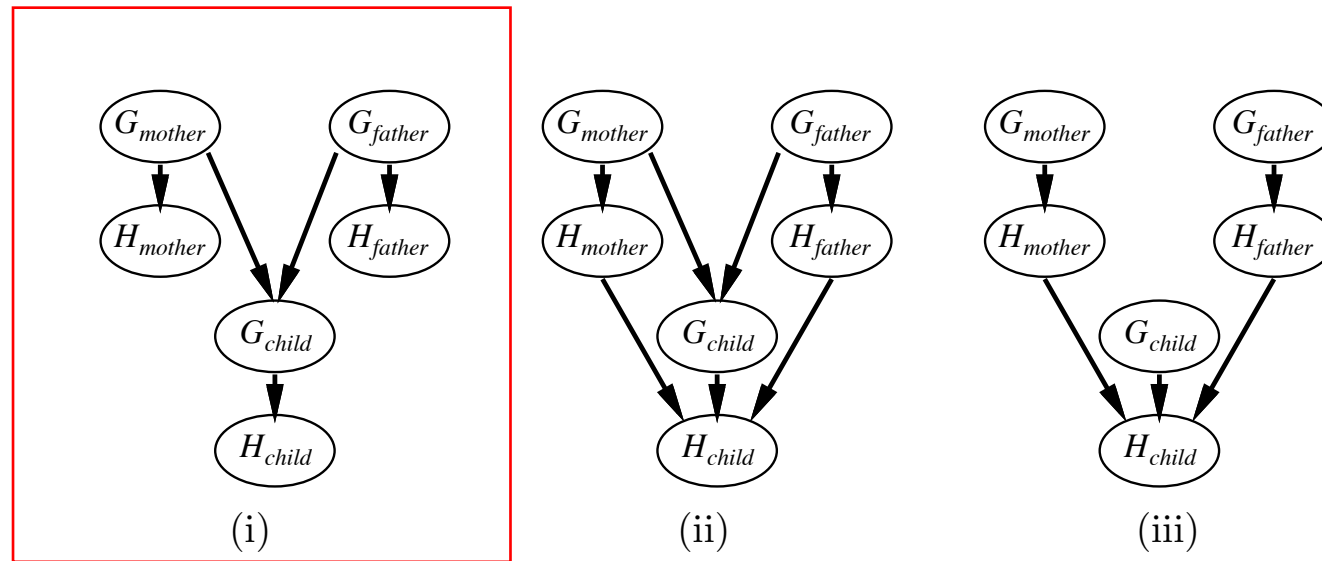 G_mother G_father G_mother G_father G_mother G_father
H_mother H_father H_mother H_father H_mother H_father
G_child G_child G_child
H_child H_child H_child
(i) (ii) (iii)